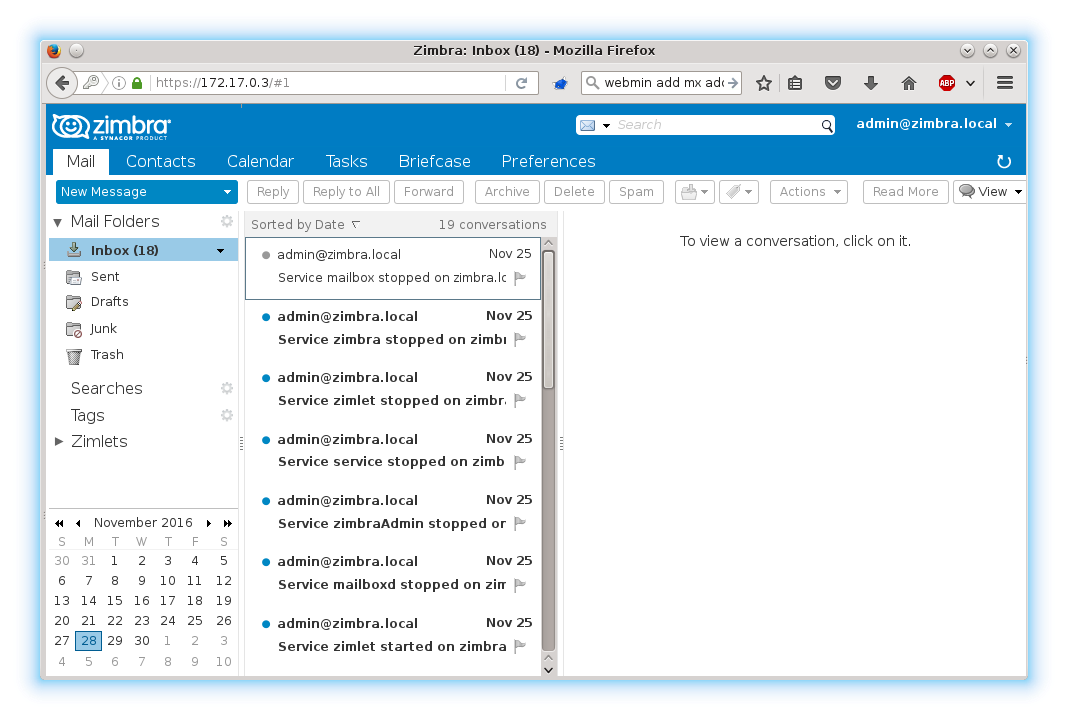 Zimbra: Inbox (18) - Mozilla Firefox
https://172.17.0.3/#1
webmin add mx adc
ABP
zimbra
A SYNACOR PRODUCT
Search
admin@zimbra.local
Mail Contacts Calendar Tasks Briefcase Preferences
New Message Reply Reply to All Forward Archive Delete Spam Actions Read More View
Mail Folders
Inbox (18)
Sent
Drafts
Junk
Trash
Searches
Tags
Zimlets
November 2016
S M T W T F S
30 31 1 2 3 4 5
6 7 8 9 10 11 12
13 14 15 16 17 18 19
20 21 22 23 24 25 26
27 28 29 30 1 2 3
4 5 6 7 8 9 10
Sorted by Date 19 conversations
admin@zimbra.local Nov 25
Service mailbox stopped on zimbra.lo
admin@zimbra.local Nov 25
Service zimbra stopped on zimb
admin@zimbra.local Nov 25
Service zimlet stopped on zimbr
admin@zimbra.local Nov 25
Service service stopped on zimb
admin@zimbra.local Nov 25
Service zimbraAdmin stopped or
admin@zimbra.local Nov 25
Service mailboxd stopped on zim
admin@zimbra.local Nov 25
Service zimlet started on zimbra
To view a conversation, click on it.